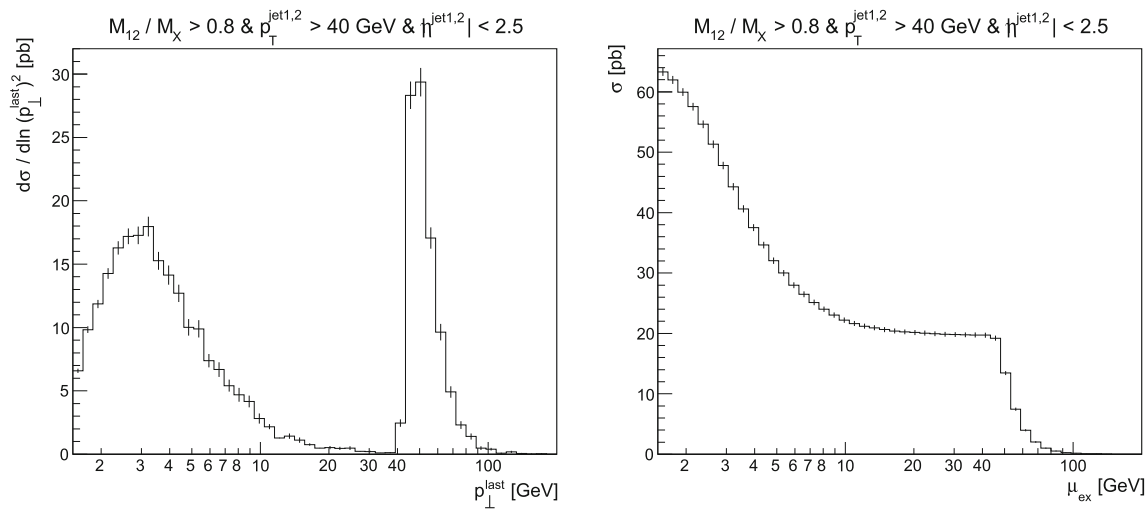 M12 / MX > 0.8 & pTjet1,2 > 40 GeV & |ηjet1,2| < 2.5
dσ / dln (p⊥last)2 [pb]
30
25
20
15
10
5
0
2 3 4 5 6 7 8 10 20 30 40 100
p⊥last [GeV]
M12 / MX > 0.8 & pTjet1,2 > 40 GeV & |ηjet1,2| < 2.5
σ [pb]
60
50
40
30
20
10
0
2 3 4 5 6 7 8 10 20 30 40 100
μex [GeV]